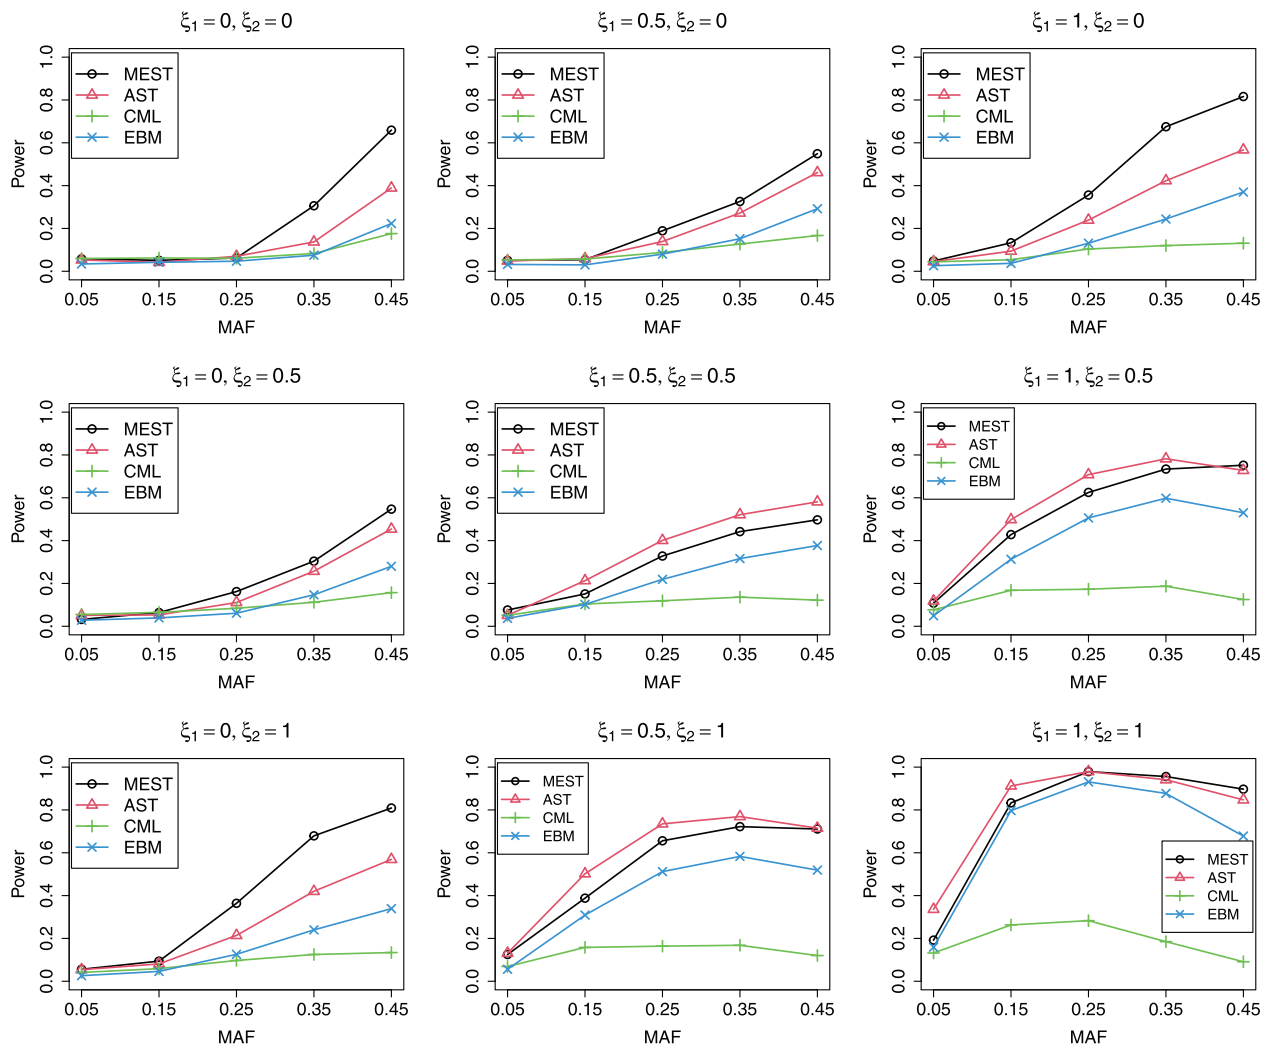 ξ1 = 0, ξ2 = 0
Power
0.0 0.2 0.4 0.6 0.8 1.0
MEST
AST
CML
EBM
0.05 0.15 0.25 0.35 0.45
MAF
ξ1 = 0.5, ξ2 = 0
Power
0.0 0.2 0.4 0.6 0.8 1.0
MEST
AST
CML
EBM
0.05 0.15 0.25 0.35 0.45
MAF
ξ1 = 1, ξ2 = 0
Power
0.0 0.2 0.4 0.6 0.8 1.0
MEST
AST
CML
EBM
0.05 0.15 0.25 0.35 0.45
MAF
ξ1 = 0, ξ2 = 0.5
Power
0.0 0.2 0.4 0.6 0.8 1.0
MEST
AST
CML
EBM
0.05 0.15 0.25 0.35 0.45
MAF
ξ1 = 0.5, ξ2 = 0.5
Power
0.0 0.2 0.4 0.6 0.8 1.0
MEST
AST
CML
EBM
0.05 0.15 0.25 0.35 0.45
MAF
ξ1 = 1, ξ2 = 0.5
Power
0.0 0.2 0.4 0.6 0.8 1.0
MEST
AST
CML
EBM
0.05 0.15 0.25 0.35 0.45
MAF
ξ1 = 0, ξ2 = 1
Power
0.0 0.2 0.4 0.6 0.8 1.0
MEST
AST
CML
EBM
0.05 0.15 0.25 0.35 0.45
MAF
ξ1 = 0.5, ξ2 = 1
Power
0.0 0.2 0.4 0.6 0.8 1.0
MEST
AST
CML
EBM
0.05 0.15 0.25 0.35 0.45
MAF
ξ1 = 1, ξ2 = 1
Power
0.0 0.2 0.4 0.6 0.8 1.0
MEST
AST
CML
EBM
0.05 0.15 0.25 0.35 0.45
MAF